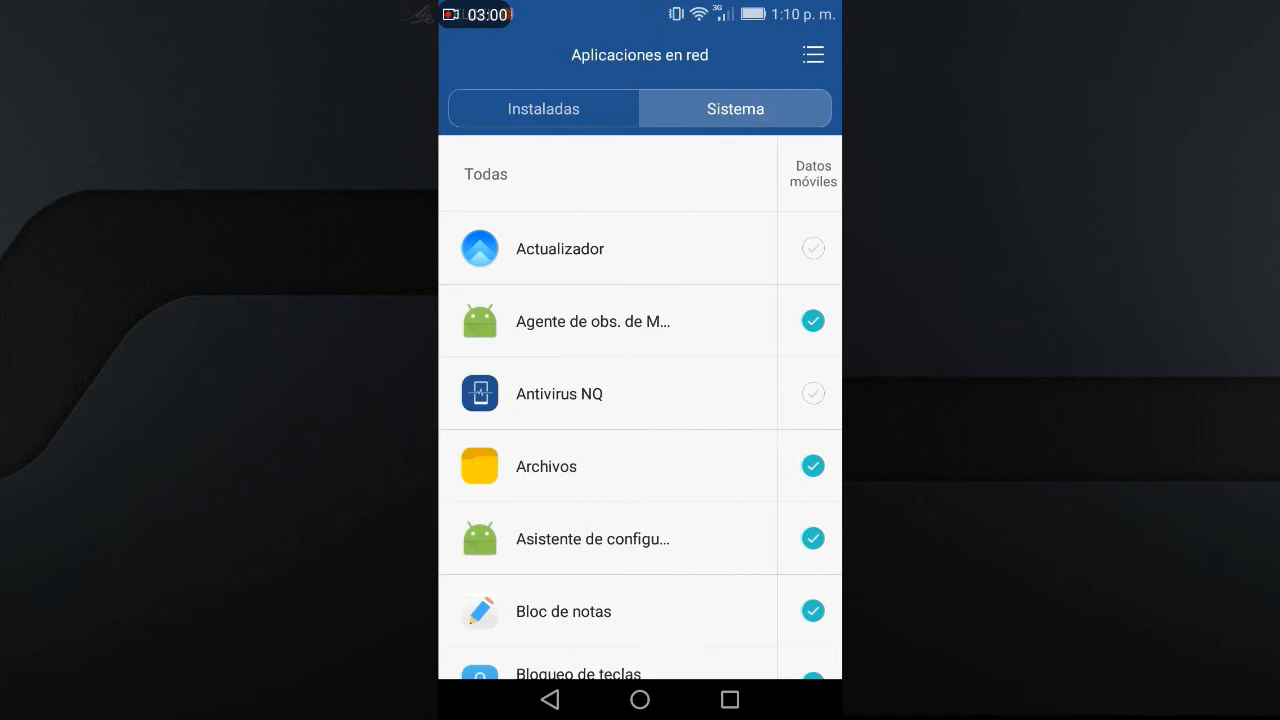 03:00
3G
1:10 p. m.
Aplicaciones en red
Instaladas
Sistema
Todas
Datos
móviles
Actualizador
Agente de obs. de M...
Antivirus NQ
Archivos
Asistente de configu...
Bloc de notas
Bloqueo de teclas